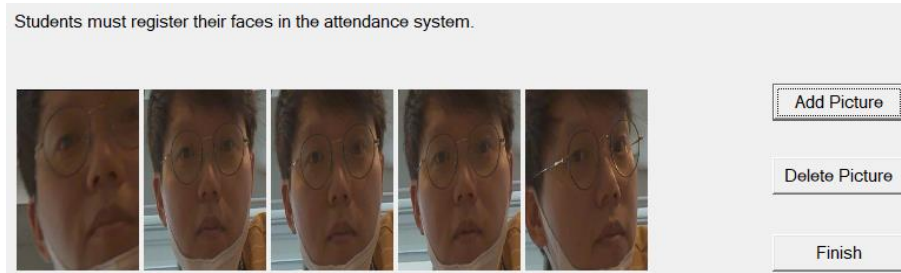 Students must register their faces in the attendance system.
Add Picture
Delete Picture
Finish